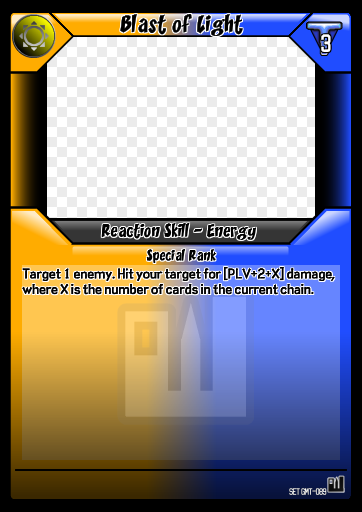 Blast of Light
3
Reaction Skill - Energy
Special Rank
Target 1 enemy. Hit your target for [PLV+2+X] damage,
where X is the number of cards in the current chain.
SET GMT-089